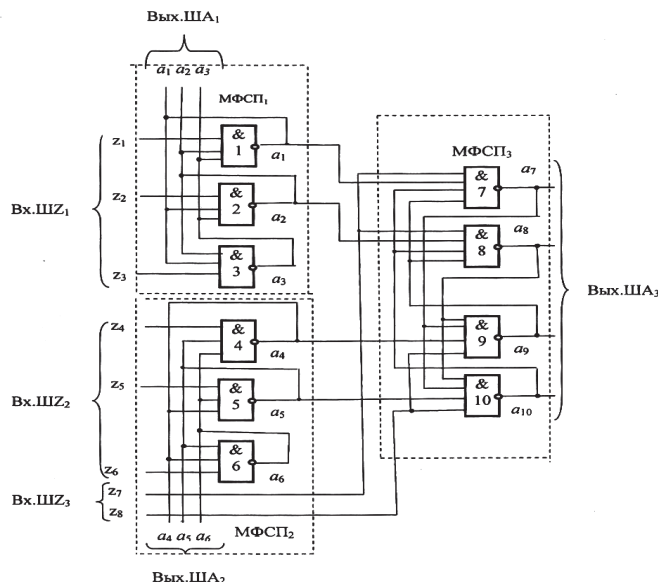 Вых.ША₁
a₁ a₂ a₃
МФСП₁
z₁
&
1
a₁
z₂
&
2
a₂
z₃
&
3
a₃
Вх.ШZ₁
МФСП₃
&
7
a₇
&
8
a₈
&
9
a₉
&
10
a₁₀
Вых.ША₃
z₄
&
4
a₄
z₅
&
5
a₅
z₆
&
6
a₆
Вх.ШZ₂
z₇
z₈
Вх.ШZ₃
МФСП₂
a₄ a₅ a₆
Вых.ША₂